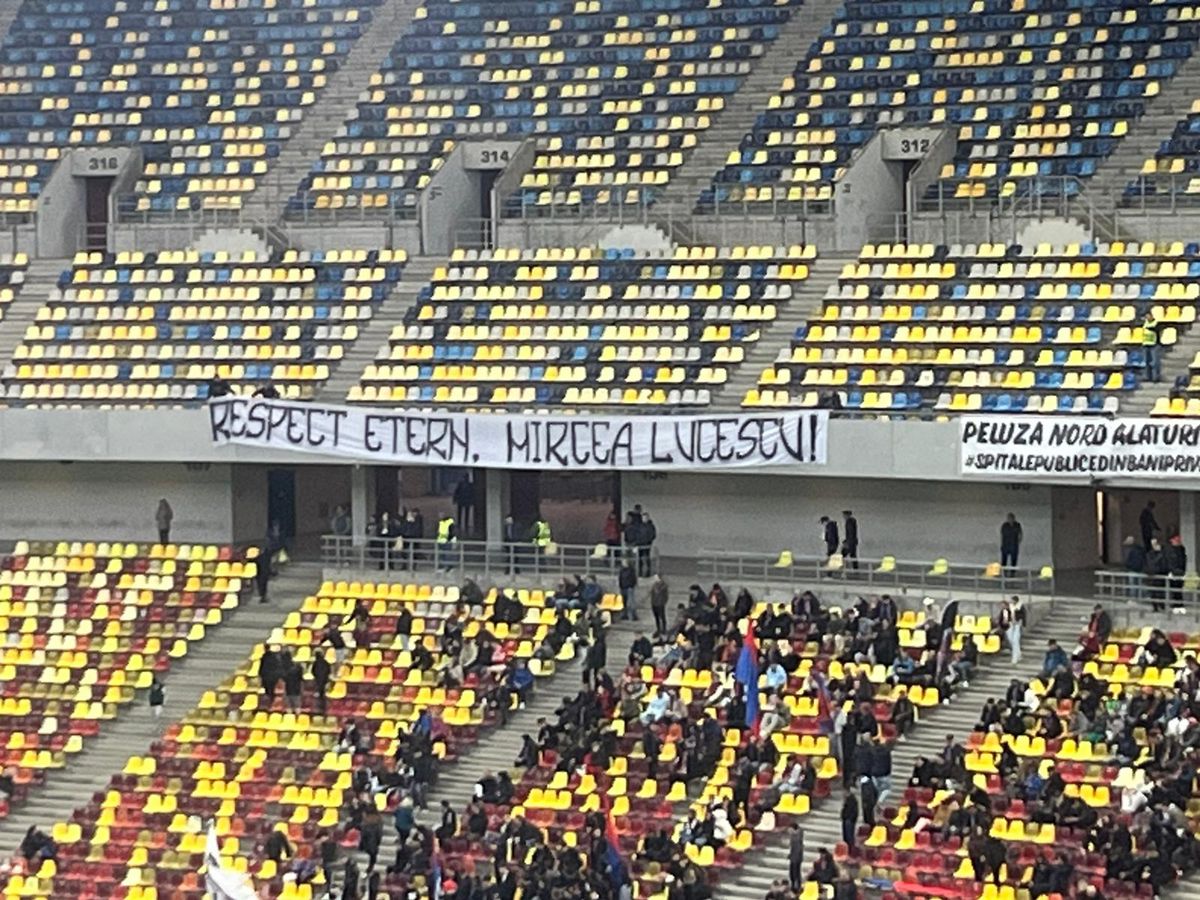 316
314
312
RESPECT ETERN, MIRCEA LUCESCU!
PELUZA NORD ALATURI
#SPITALEPUBLICEDINBANIPRIV